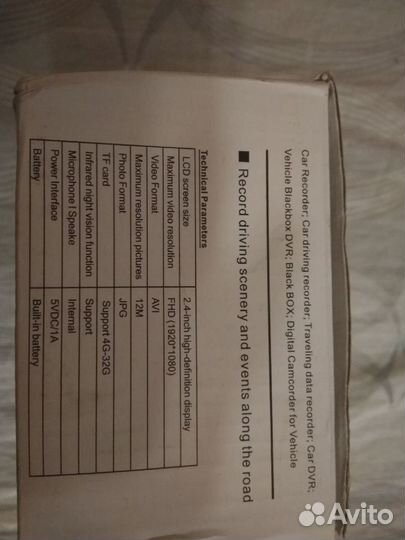 Car Recorder; Car driving recorder; Traveling data recorder; Car DVR;
Vehicle Blackbox DVR; Black BOX; Digital Camcorder for Vehicle
■ Record driving scenery and events along the road
Technical Parameters
LCD screen size 2.4-inch high-definition display
Maximum video resolution FHD (1920*1080)
Video Format AVI
Maximum resolution pictures 12M
Photo Format JPG
TF card Support 4G-32G
Infrared night vision function Support
Microphone I Speake Internal
Power Interface 5VDC/1A
Battery Built-in battery
Avito